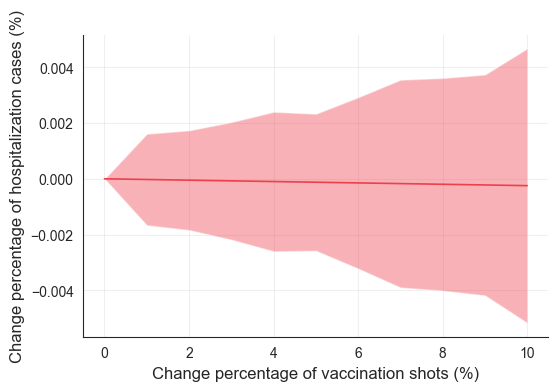 Change percentage of hospitalization cases (%)
0.004
0.002
0.000
−0.002
−0.004
0 2 4 6 8 10
Change percentage of vaccination shots (%)